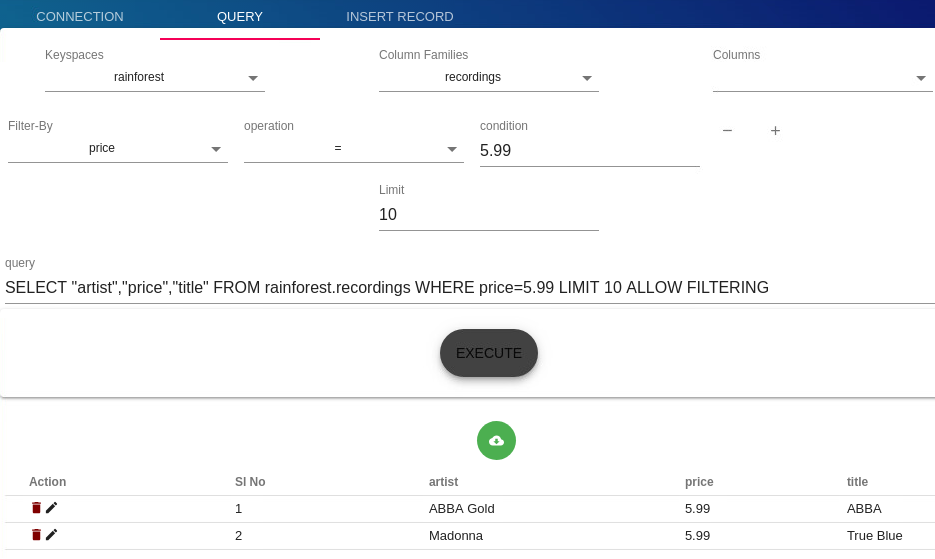 CONNECTION QUERY INSERT RECORD
Keyspaces Column Families Columns
rainforest recordings
Filter-By operation condition
price = 5.99 − +
Limit
10
query
SELECT "artist","price","title" FROM rainforest.recordings WHERE price=5.99 LIMIT 10 ALLOW FILTERING
EXECUTE
Action Sl No artist price title
1 ABBA Gold 5.99 ABBA
2 Madonna 5.99 True Blue